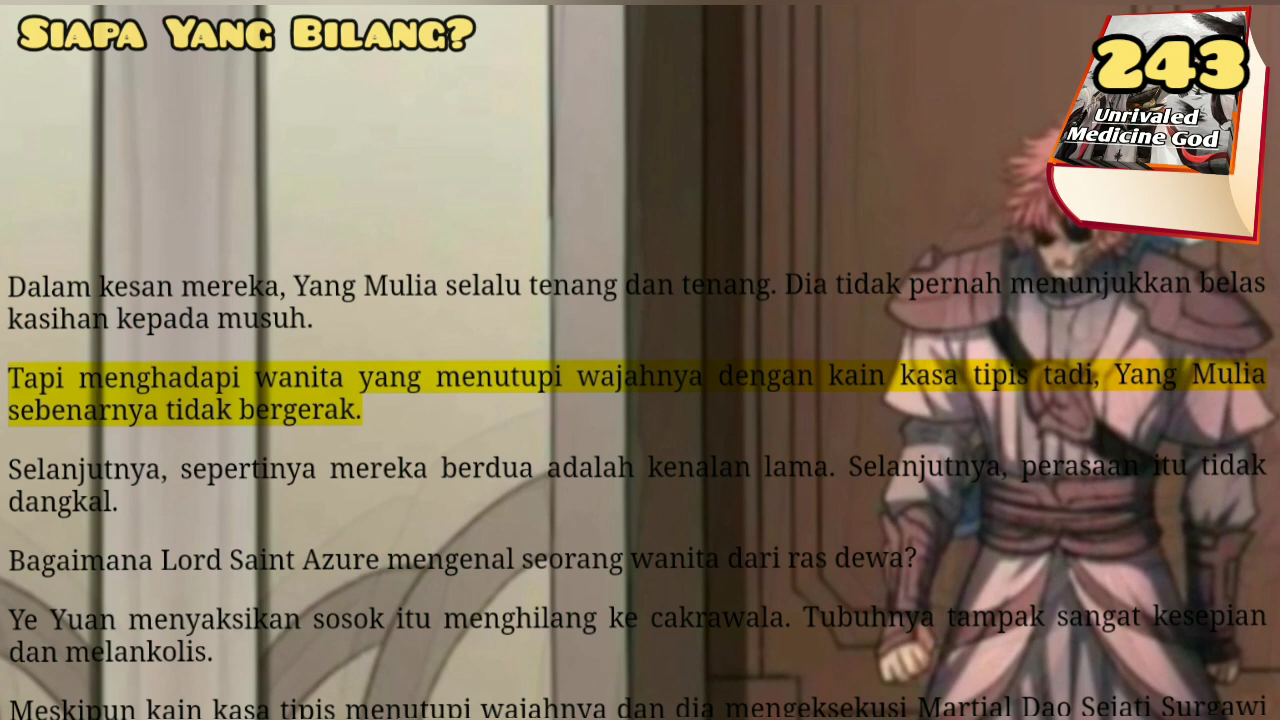 Siapa Yang Bilang?
243
Unrivaled
Medicine God
Dalam kesan mereka, Yang Mulia selalu tenang dan tenang. Dia tidak pernah menunjukkan belas
kasihan kepada musuh.
Tapi menghadapi wanita yang menutupi wajahnya dengan kain kasa tipis tadi, Yang Mulia
sebenarnya tidak bergerak.
Selanjutnya, sepertinya mereka berdua adalah kenalan lama. Selanjutnya, perasaan itu tidak
dangkal.
Bagaimana Lord Saint Azure mengenal seorang wanita dari ras dewa?
Ye Yuan menyaksikan sosok itu menghilang ke cakrawala. Tubuhnya tampak sangat kesepian
dan melankolis.
Meskipun kain kasa tipis menutupi wajahnya dan dia mengeksekusi Martial Dao Sejati Surgawi